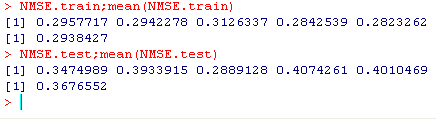 > NMSE.train;mean(NMSE.train)
[1] 0.2957717 0.2942278 0.3126337 0.2842539 0.2823262
[1] 0.2938427
> NMSE.test;mean(NMSE.test)
[1] 0.3474989 0.3933915 0.2889128 0.4074261 0.4010469
[1] 0.3676552
>